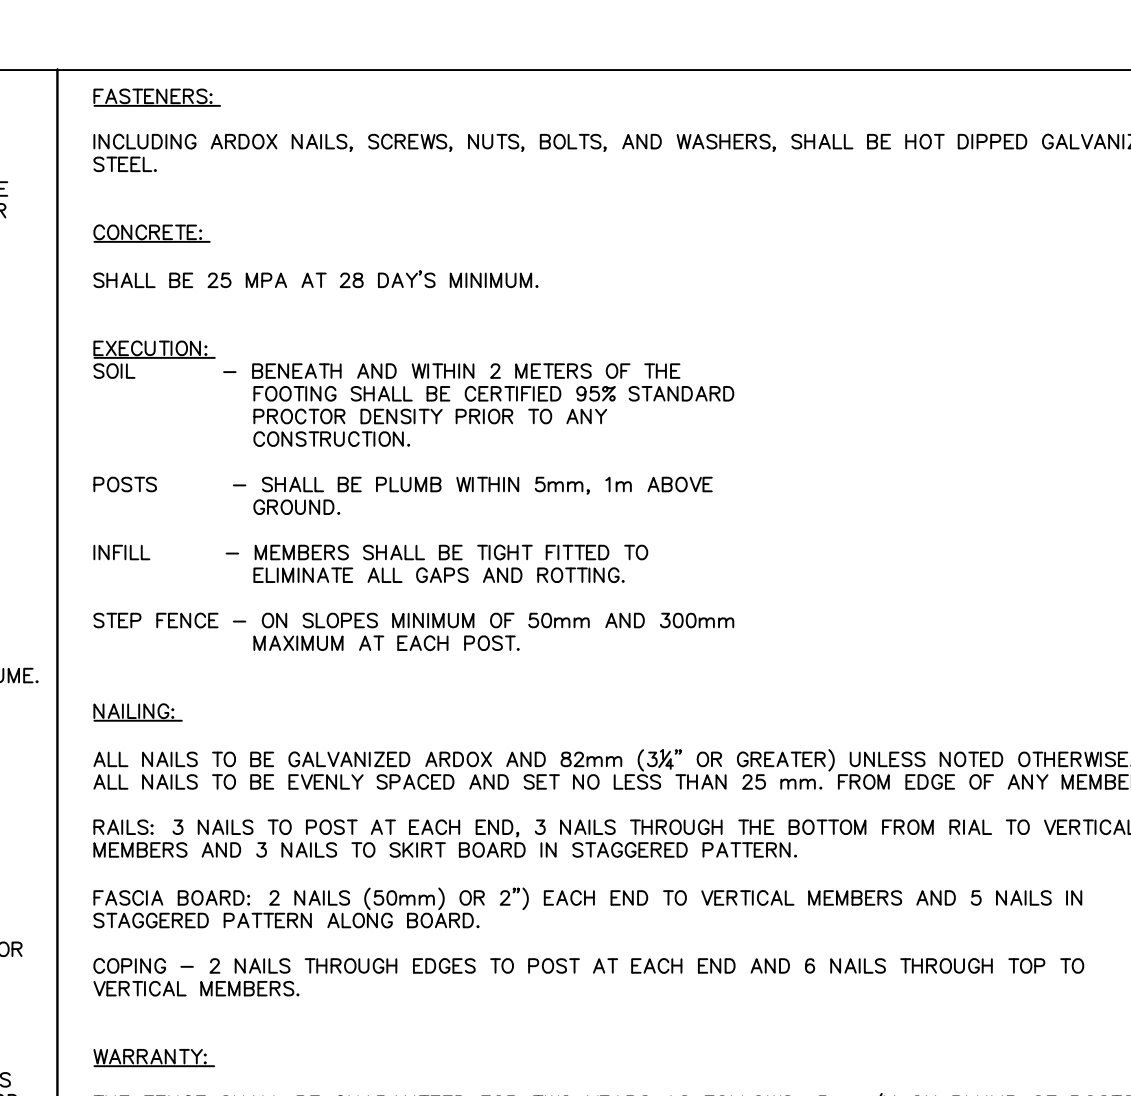 FASTENERS:
INCLUDING ARDOX NAILS, SCREWS, NUTS, BOLTS, AND WASHERS, SHALL BE HOT DIPPED GALVANIZ
STEEL.
E
R
CONCRETE:
SHALL BE 25 MPA AT 28 DAY'S MINIMUM.
EXECUTION:
SOIL — BENEATH AND WITHIN 2 METERS OF THE
FOOTING SHALL BE CERTIFIED 95% STANDARD
PROCTOR DENSITY PRIOR TO ANY
CONSTRUCTION.
POSTS — SHALL BE PLUMB WITHIN 5mm, 1m ABOVE
GROUND.
INFILL — MEMBERS SHALL BE TIGHT FITTED TO
ELIMINATE ALL GAPS AND ROTTING.
STEP FENCE — ON SLOPES MINIMUM OF 50mm AND 300mm
MAXIMUM AT EACH POST.
UME.
NAILING:
ALL NAILS TO BE GALVANIZED ARDOX AND 82mm (3¼" OR GREATER) UNLESS NOTED OTHERWISE.
ALL NAILS TO BE EVENLY SPACED AND SET NO LESS THAN 25 mm. FROM EDGE OF ANY MEMBE
RAILS: 3 NAILS TO POST AT EACH END, 3 NAILS THROUGH THE BOTTOM FROM RIAL TO VERTICAL
MEMBERS AND 3 NAILS TO SKIRT BOARD IN STAGGERED PATTERN.
FASCIA BOARD: 2 NAILS (50mm) OR 2") EACH END TO VERTICAL MEMBERS AND 5 NAILS IN
STAGGERED PATTERN ALONG BOARD.
OR
COPING — 2 NAILS THROUGH EDGES TO POST AT EACH END AND 6 NAILS THROUGH TOP TO
VERTICAL MEMBERS.
WARRANTY:
S